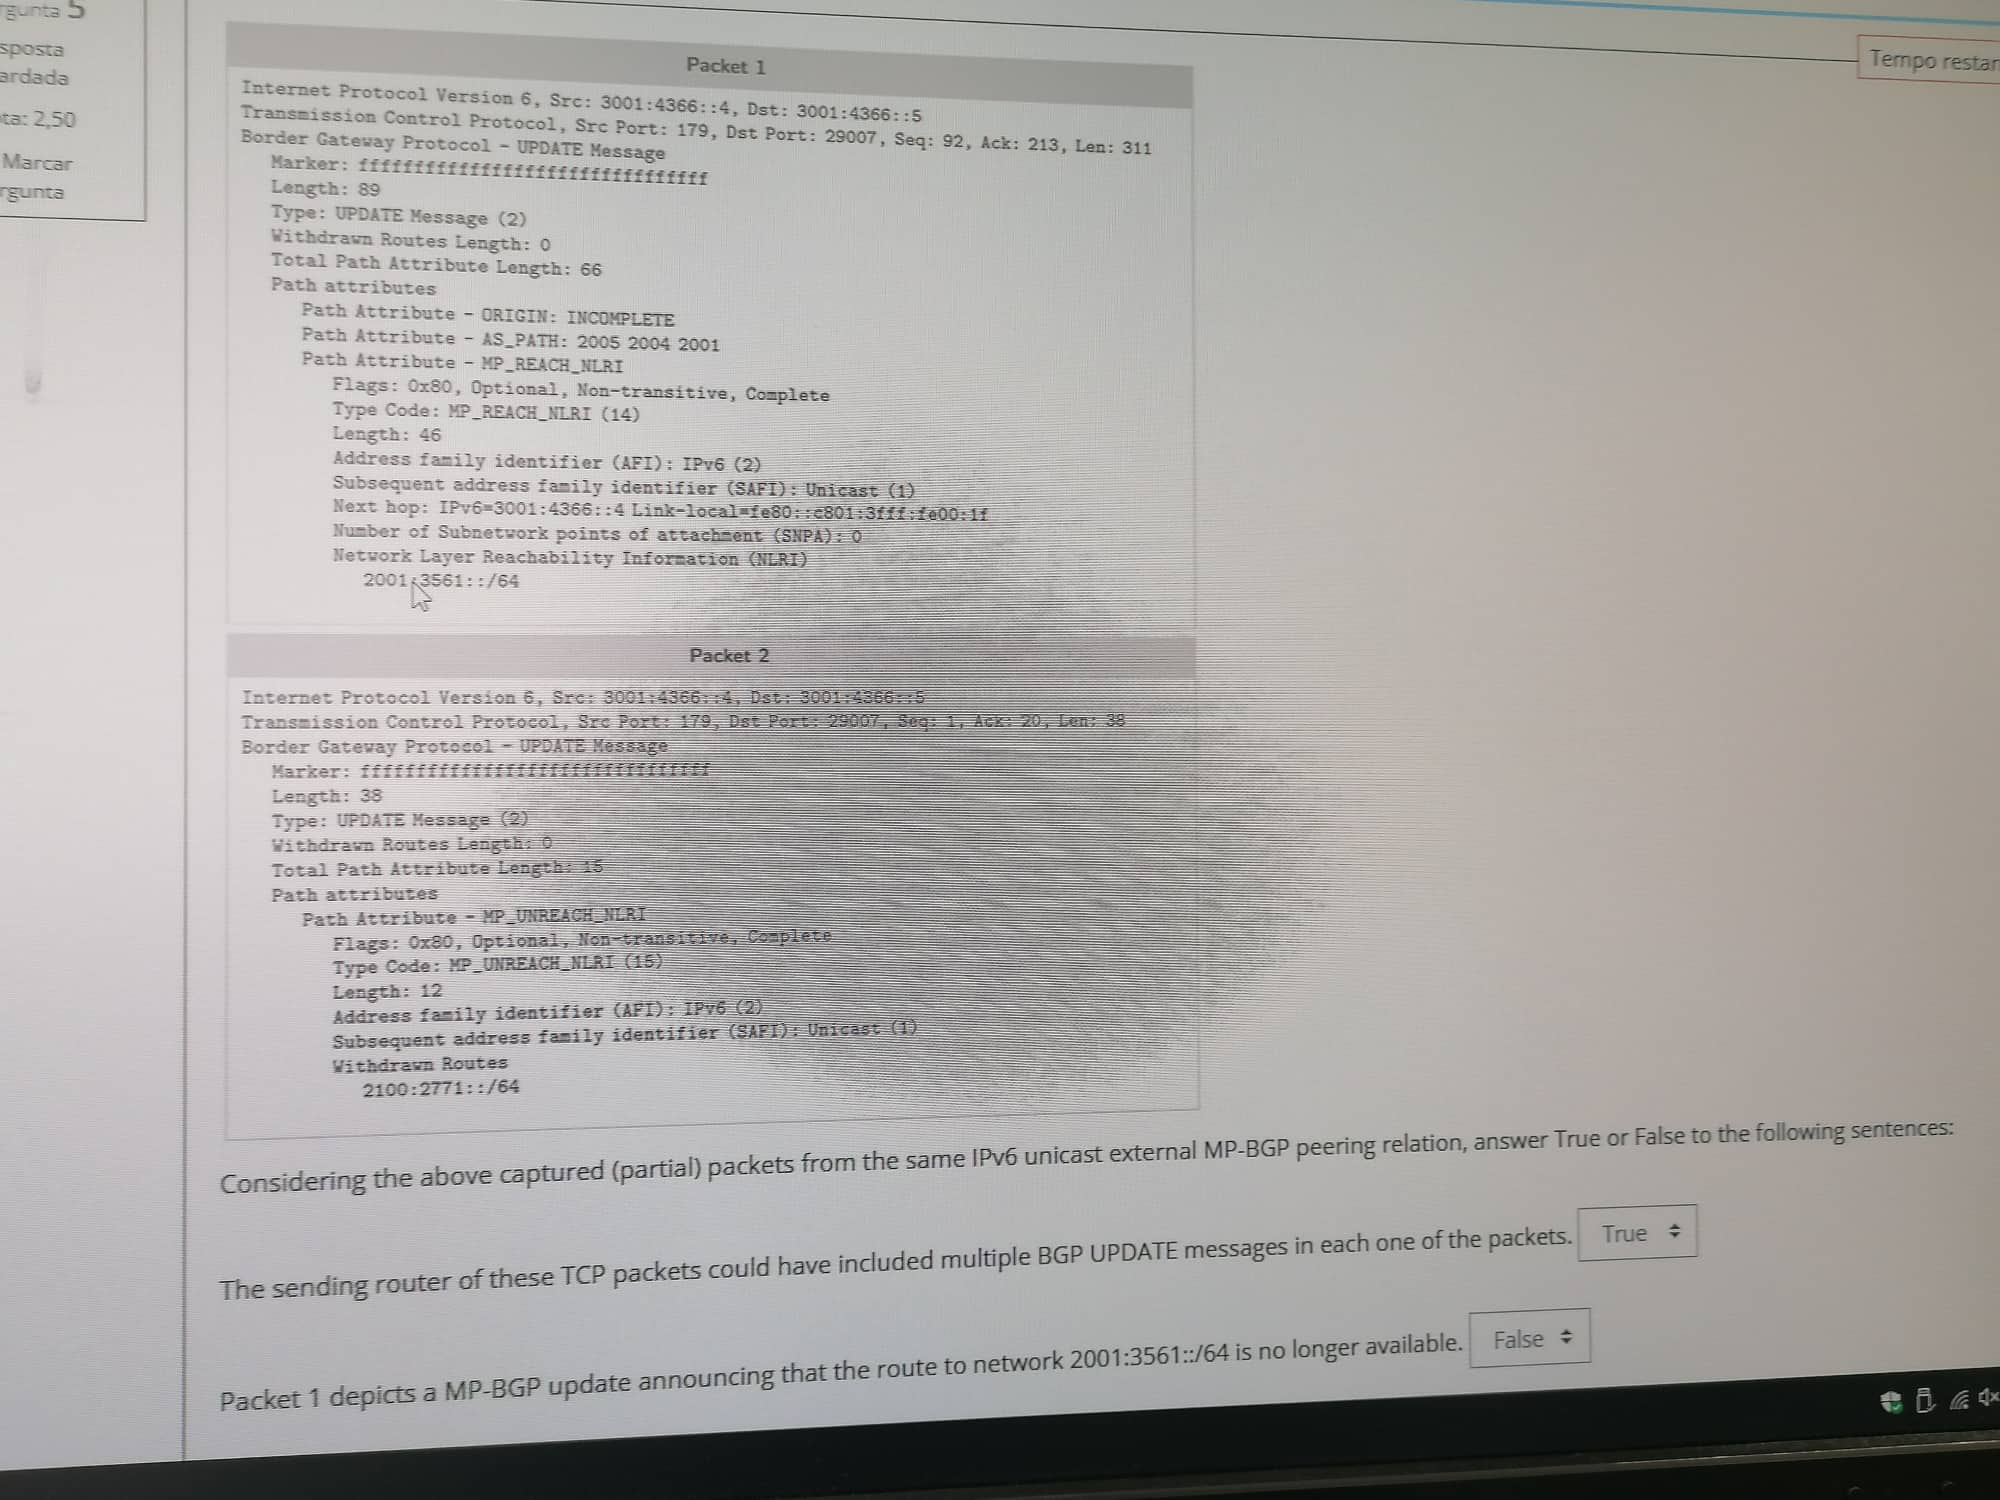 rgunta 5
sposta
ardada
ta: 2,50
Marcar
rgunta
Tempo restan
Packet 1
Internet Protocol Version 6, Src: 3001:4366::4, Dst: 3001:4366::5
Transmission Control Protocol, Src Port: 179, Dst Port: 29007, Seq: 92, Ack: 213, Len: 311
Border Gateway Protocol - UPDATE Message
Marker: ffffffffffffffffffffffffffffffff
Length: 89
Type: UPDATE Message (2)
Withdrawn Routes Length: 0
Total Path Attribute Length: 66
Path attributes
Path Attribute - ORIGIN: INCOMPLETE
Path Attribute - AS_PATH: 2005 2004 2001
Path Attribute - MP_REACH_NLRI
Flags: 0x80, Optional, Non-transitive, Complete
Type Code: MP_REACH_NLRI (14)
Length: 46
Address family identifier (AFI): IPv6 (2)
Subsequent address family identifier (SAFI): Unicast (1)
Next hop: IPv6=3001:4366::4 Link-local=fe80::c801:3fff:fe00:1f
Number of Subnetwork points of attachment (SNPA): 0
Network Layer Reachability Information (NLRI)
2001:3561::/64
Packet 2
Internet Protocol Version 6, Src: 3001:4366::4, Dst: 3001:4366::5
Transmission Control Protocol, Src Port: 179, Dst Port: 29007, Seq: 1, Ack: 20, Len: 38
Border Gateway Protocol - UPDATE Message
Marker: ffffffffffffffffffffffffffffffff
Length: 38
Type: UPDATE Message (2)
Withdrawn Routes Length: 0
Total Path Attribute Length: 15
Path attributes
Path Attribute - MP_UNREACH_NLRI
Flags: 0x80, Optional, Non-transitive, Complete
Type Code: MP_UNREACH_NLRI (15)
Length: 12
Address family identifier (AFI): IPv6 (2)
Subsequent address family identifier (SAFI): Unicast (1)
Withdrawn Routes
2100:2771::/64
Considering the above captured (partial) packets from the same IPv6 unicast external MP-BGP peering relation, answer True or False to the following sentences:
The sending router of these TCP packets could have included multiple BGP UPDATE messages in each one of the packets. True
Packet 1 depicts a MP-BGP update announcing that the route to network 2001:3561::/64 is no longer available. False